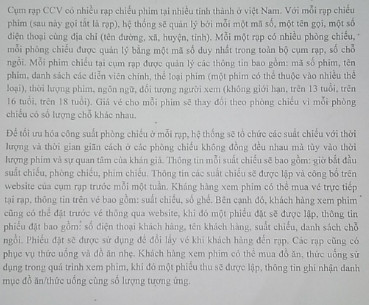 Cụm rạp CCV có nhiều rạp chiếu phim tại nhiều tỉnh thành ở việt Nam. Với mỗi rạp chiếu
phim (sau này gọi tắt là rạp), hệ thống sẽ quản lý bởi mỗi một mã số, một tên gọi, một số
điện thoại cùng địa chỉ (tên đường, xã, huyện, tỉnh). Mỗi một rạp có nhiều phòng chiếu,
mỗi phòng chiếu được quản lý bằng một mã số duy nhất trong toàn bộ cụm rạp, số chỗ
ngồi. Mỗi phim chiếu tại cụm rạp được quản lý các thông tin bao gồm: mã số phim, tên
phim, danh sách các diễn viên chính, thể loại phim (một phim có thể thuộc vào nhiều thể
loại), thời lượng phim, ngôn ngữ, đối tượng người xem (không giới hạn, trên 13 tuổi, trên
16 tuổi, trên 18 tuổi). Giá vé cho mỗi phim sẽ thay đổi theo phòng chiếu vì mỗi phòng
chiếu có số lượng chỗ khác nhau.
Để tối ưu hóa công suất phòng chiếu ở mỗi rạp, hệ thống sẽ tổ chức các suất chiếu với thời
lượng và thời gian giãn cách ở các phòng chiếu không đồng đều nhau mà tùy vào thời
lượng phim và sự quan tâm của khán giả. Thông tin mỗi suất chiếu sẽ bao gồm: giờ bắt đầu
suất chiếu, phòng chiếu, phim chiếu. Thông tin các suất chiếu sẽ được lập và công bố trên
website của cụm rạp trước mỗi một tuần. Kháng hàng xem phim có thể mua vé trực tiếp
tại rạp, thông tin trên vé bao gồm: suất chiếu, số ghế. Bên cạnh đó, khách hàng xem phim
cũng có thể đặt trước vé thông qua website, khi đó một phiếu đặt sẽ được lập, thông tin
phiếu đặt bao gồm: số điện thoại khách hàng, tên khách hàng, suất chiếu, danh sách chỗ
ngồi. Phiếu đặt sẽ được sử dụng để đổi lấy vé khi khách hàng đến rạp. Các rạp cũng có
phục vụ thức uống và đồ ăn nhẹ. Khách hàng xem phim có thể mua đồ ăn, thức uống sử
dụng trong quá trình xem phim, khi đó một phiếu thu sẽ được lập, thông tin ghi nhận danh
mục đồ ăn/thức uống cùng số lượng tương ứng.